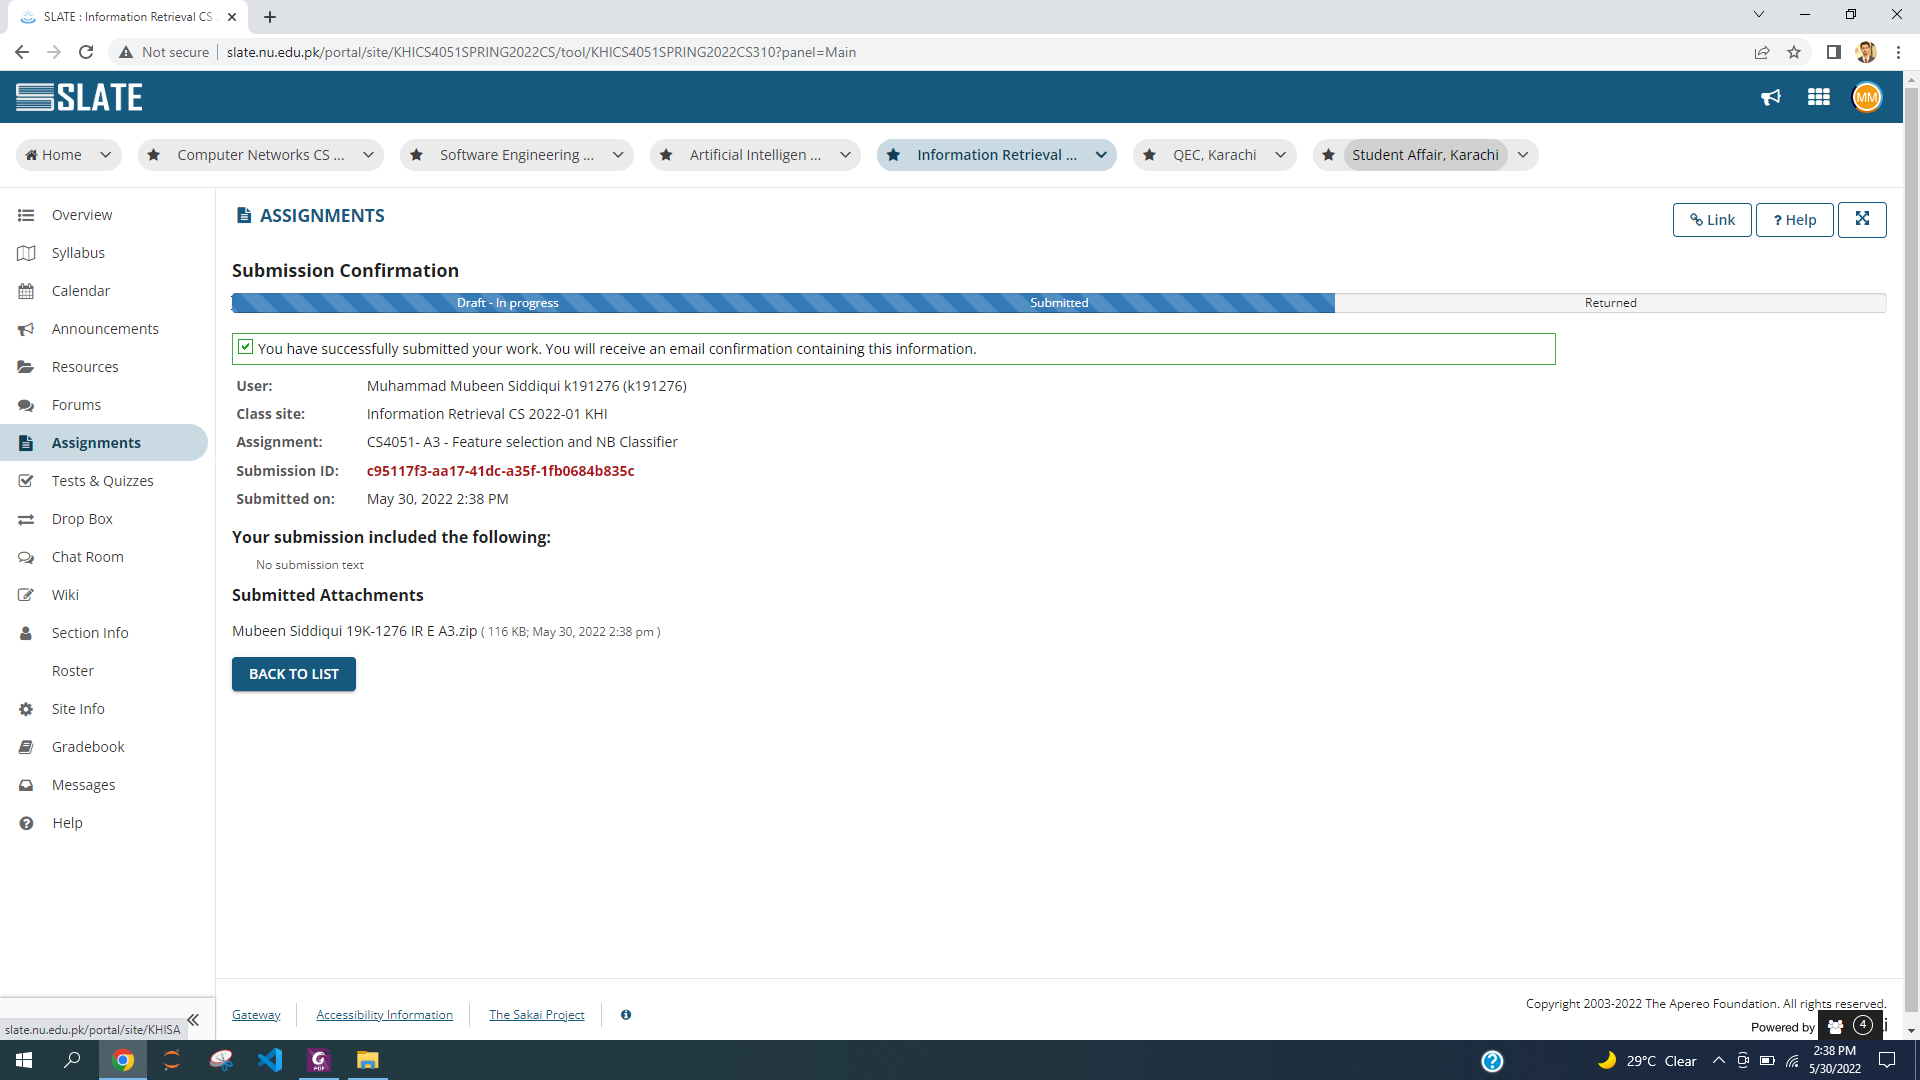 SLATE : Information Retrieval CS
Not secure
slate.nu.edu.pk/portal/site/KHICS4051SPRING2022CS/tool/KHICS4051SPRING2022CS310?panel=Main
SLATE
MM
Home
Computer Networks CS ...
Software Engineering ...
Artificial Intelligen ...
Information Retrieval ...
QEC, Karachi
Student Affair, Karachi
Overview
Syllabus
Calendar
Announcements
Resources
Forums
Assignments
Tests & Quizzes
Drop Box
Chat Room
Wiki
Section Info
Roster
Site Info
Gradebook
Messages
Help
ASSIGNMENTS
Link
? Help
Submission Confirmation
Draft - In progress
Submitted
Returned
You have successfully submitted your work. You will receive an email confirmation containing this information.
User: Muhammad Mubeen Siddiqui k191276 (k191276)
Class site: Information Retrieval CS 2022-01 KHI
Assignment: CS4051- A3 - Feature selection and NB Classifier
Submission ID: c95117f3-aa17-41dc-a35f-1fb0684b835c
Submitted on: May 30, 2022 2:38 PM
Your submission included the following:
No submission text
Submitted Attachments
Mubeen Siddiqui 19K-1276 IR E A3.zip ( 116 KB; May 30, 2022 2:38 pm )
BACK TO LIST
Gateway
Accessibility Information
The Sakai Project
Copyright 2003-2022 The Apereo Foundation. All rights reserved.
Powered by
4
slate.nu.edu.pk/portal/site/KHISA
29°C Clear
2:38 PM
5/30/2022